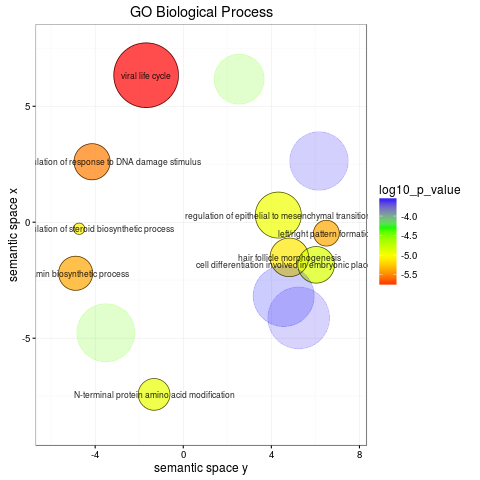 GO Biological Process
viral life cycle
lation of response to DNA damage stimulus
regulation of epithelial to mesenchymal transition
lation of steroid biosynthetic process
left/right pattern formatic
hair follicle morphogenesis
cell differentiation involved in embryonic plac
min biosynthetic process
N-terminal protein amino acid modification
5
0
-5
-4
0
4
8
semantic space y
semantic space x
log10_p_value
-4.0
-4.5
-5.0
-5.5